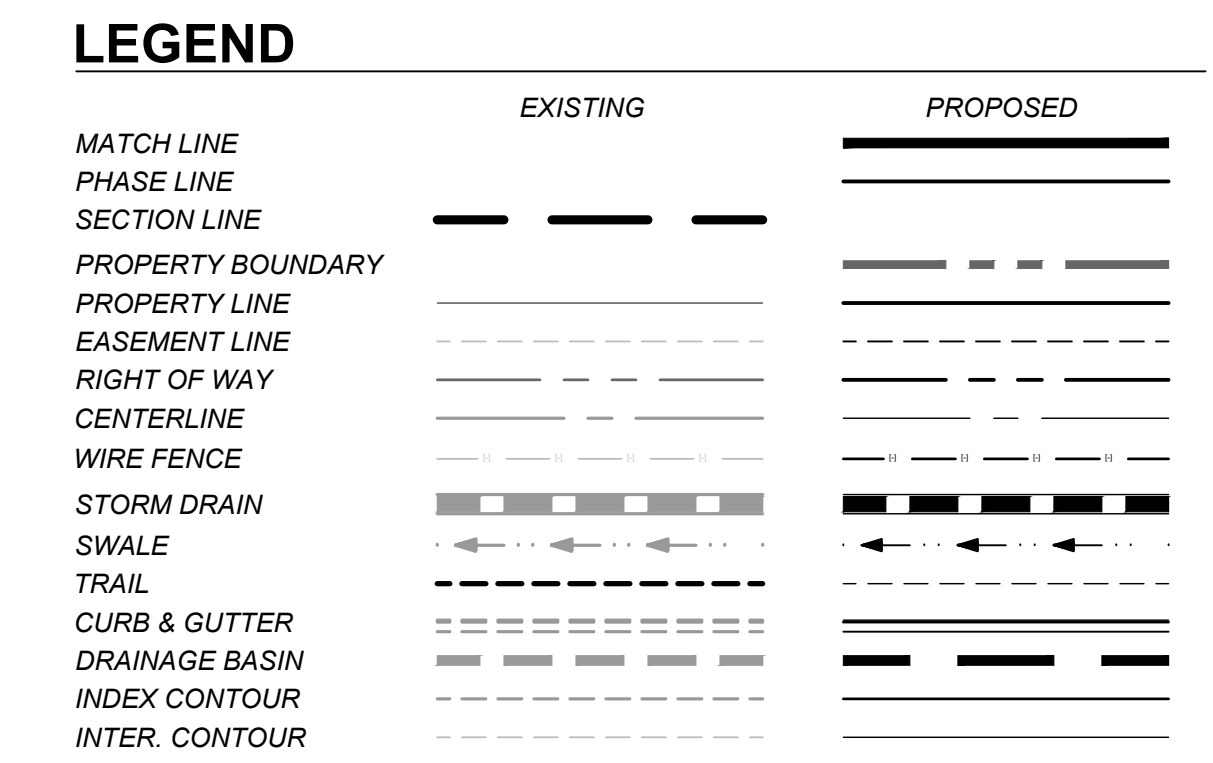 LEGEND
EXISTING PROPOSED
MATCH LINE
PHASE LINE
SECTION LINE
PROPERTY BOUNDARY
PROPERTY LINE
EASEMENT LINE
RIGHT OF WAY
CENTERLINE
WIRE FENCE
STORM DRAIN
SWALE
TRAIL
CURB & GUTTER
DRAINAGE BASIN
INDEX CONTOUR
INTER. CONTOUR